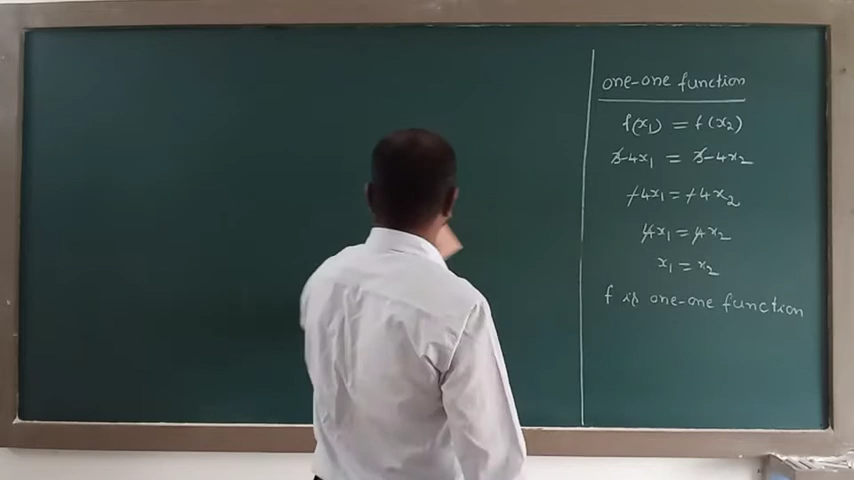 one-one function
f(x₁) = f(x₂)
3-4x₁ = 3-4x₂
-4x₁ = -4x₂
4x₁ = 4x₂
x₁ = x₂
f is one-one function